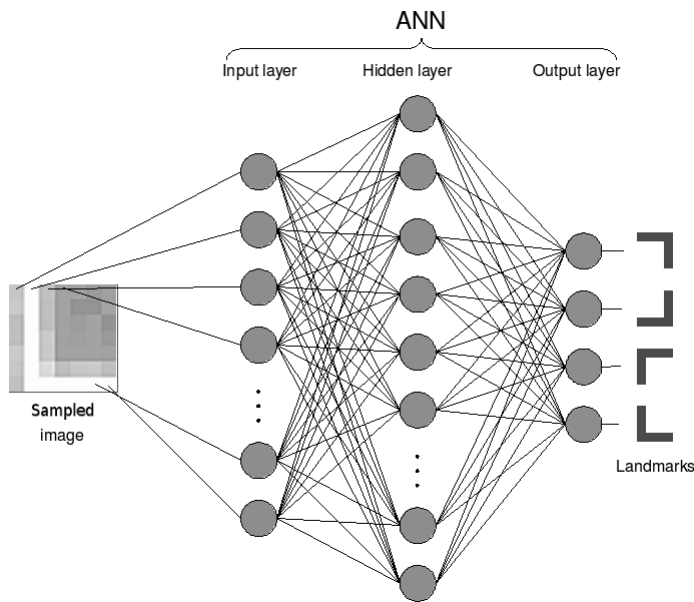 ANN
Input layer
Hidden layer
Output layer
Sampled
image
Landmarks